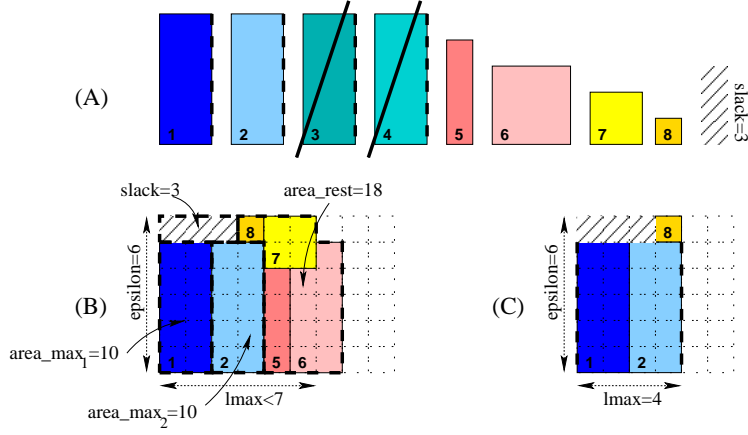 (A)
1
2
3
4
5
6
7
8
slack=3
slack=3
area_rest=18
epsilon=6
(B)
8
7
area_max1=10
1
2
5
6
lmax<7
area_max2=10
epsilon=6
(C)
8
1
2
lmax=4